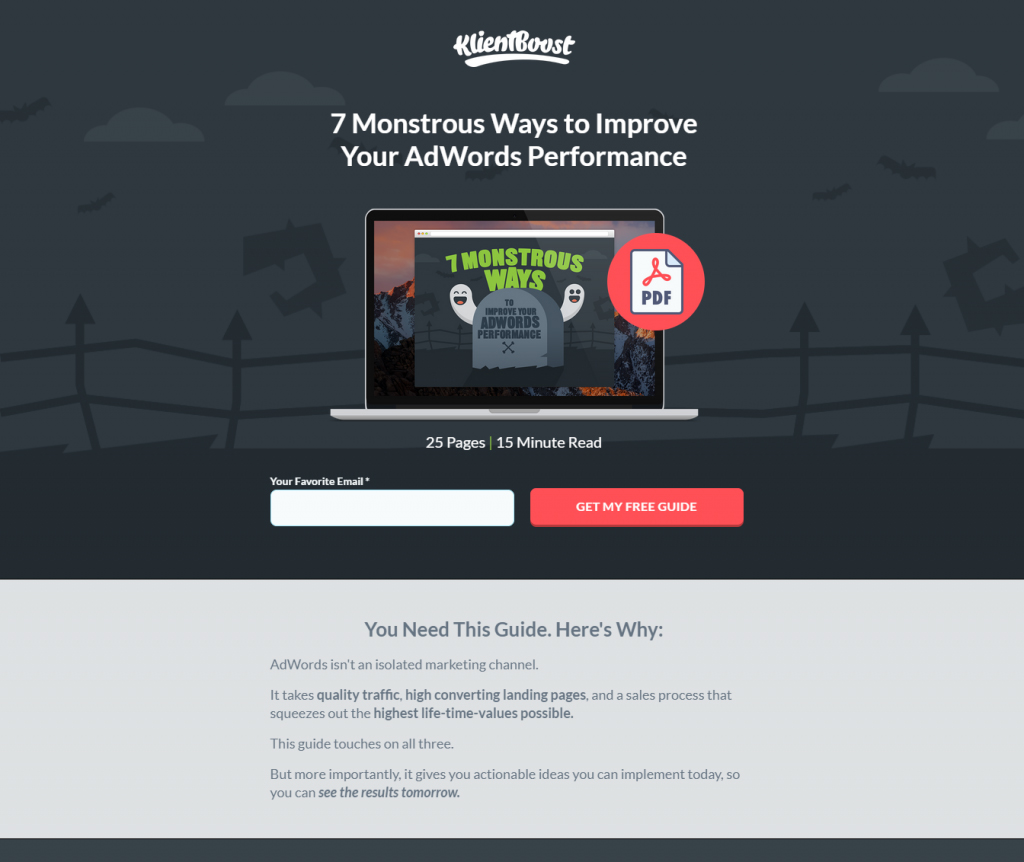 KlientBoost
7 Monstrous Ways to Improve
Your AdWords Performance
7 MONSTROUS
WAYS
TO
IMPROVE YOUR
ADWORDS
PERFORMANCE
PDF
25 Pages | 15 Minute Read
Your Favorite Email *
GET MY FREE GUIDE
You Need This Guide. Here's Why:
AdWords isn't an isolated marketing channel.
It takes quality traffic, high converting landing pages, and a sales process that
squeezes out the highest life-time-values possible.
This guide touches on all three.
But more importantly, it gives you actionable ideas you can implement today, so
you can see the results tomorrow.